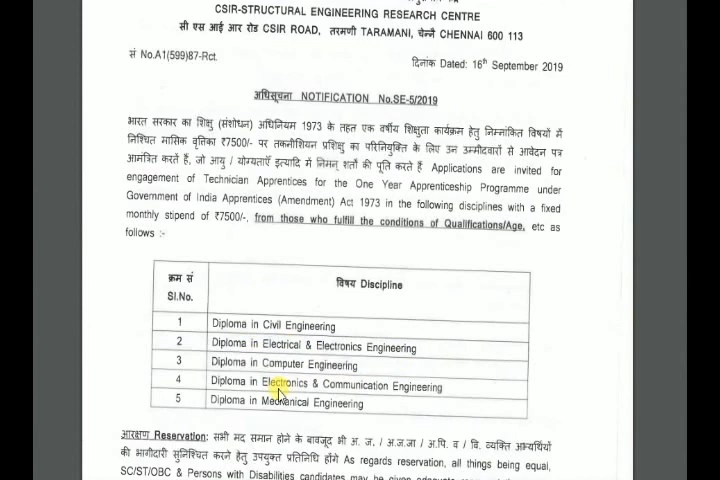 CSIR-STRUCTURAL ENGINEERING RESEARCH CENTRE
सी एस आई आर रोड CSIR ROAD, तरमणी TARAMANI, चेन्नै CHENNAI 600 113
सं No.A1(599)87-Rct. दिनांक Dated: 16th September 2019
अधिसूचना NOTIFICATION No.SE-5/2019
भारत सरकार का शिक्षु (संशोधन) अधिनियम 1973 के तहत एक वर्षीय शिक्षुता कार्यक्रम हेतु निम्नांकित विषयों में
निश्चित मासिक वृत्तिका ₹7500/- पर तकनीशियन प्रशिक्षु का परिनियुक्ति के लिए उन उम्मीदवारों से आवेदन पत्र
आमंत्रित करते हैं, जो आयु / योग्यताएँ इत्यादि में निमन् शर्तों की पूर्ति करते हैं Applications are invited for
engagement of Technician Apprentices for the One Year Apprenticeship Programme under
Government of India Apprentices (Amendment) Act 1973 in the following disciplines with a fixed
monthly stipend of ₹7500/-, from those who fulfill the conditions of Qualifications/Age, etc as
follows :-
क्रम सं विषय Discipline
Sl.No.
1 Diploma in Civil Engineering
2 Diploma in Electrical & Electronics Engineering
3 Diploma in Computer Engineering
4 Diploma in Electronics & Communication Engineering
5 Diploma in Mechanical Engineering
आरक्षण Reservation: सभी मद समान होने के बावजूद भी अ. ज. / अ.ज.जा / अ.पि. व / वि. व्यक्ति अभ्यर्थियों
की भागीदारी सुनिश्चित करने हेतु उपयुक्त प्रतिनिधि होंगे As regards reservation, all things being equal,
SC/ST/OBC & Persons with Disabilities candidates may be given adequate